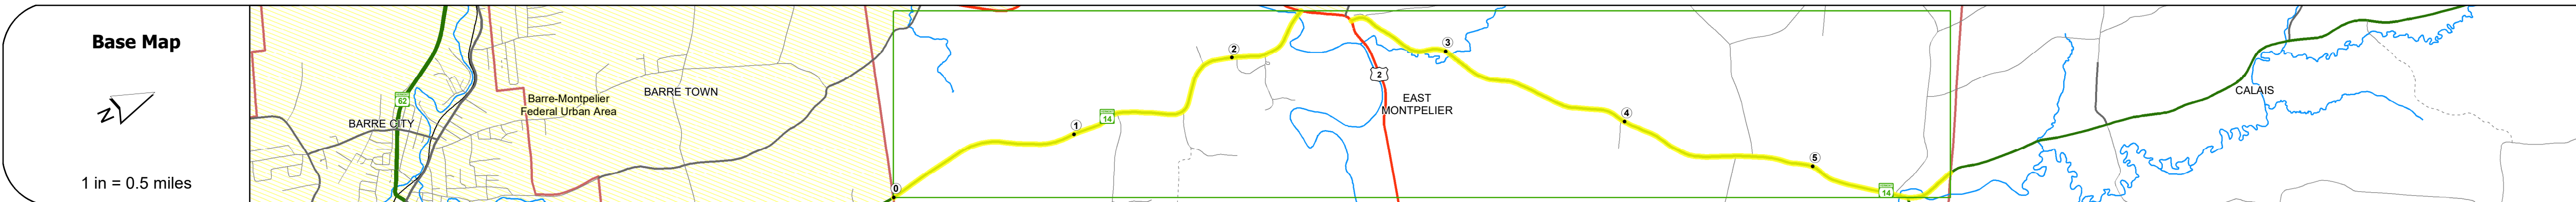 Base Map
N
1 in = 0.5 miles
62
BARRE CITY
Barre-Montpelier
Federal Urban Area
BARRE TOWN
0
1
14
2
2
EAST
MONTPELIER
3
4
5
14
CALAIS